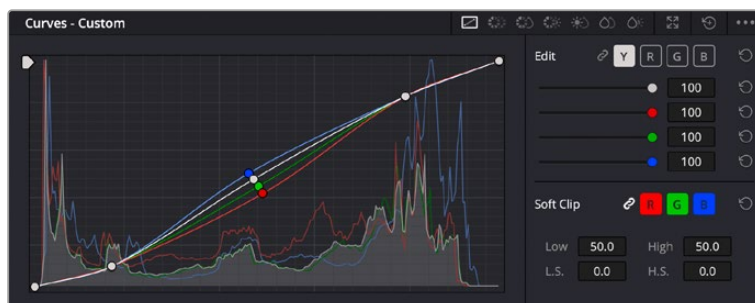 Curves - Custom
Edit Y R G B
100
100
100
100
Soft Clip R G B
Low 50.0 High 50.0
L.S. 0.0 H.S. 0.0